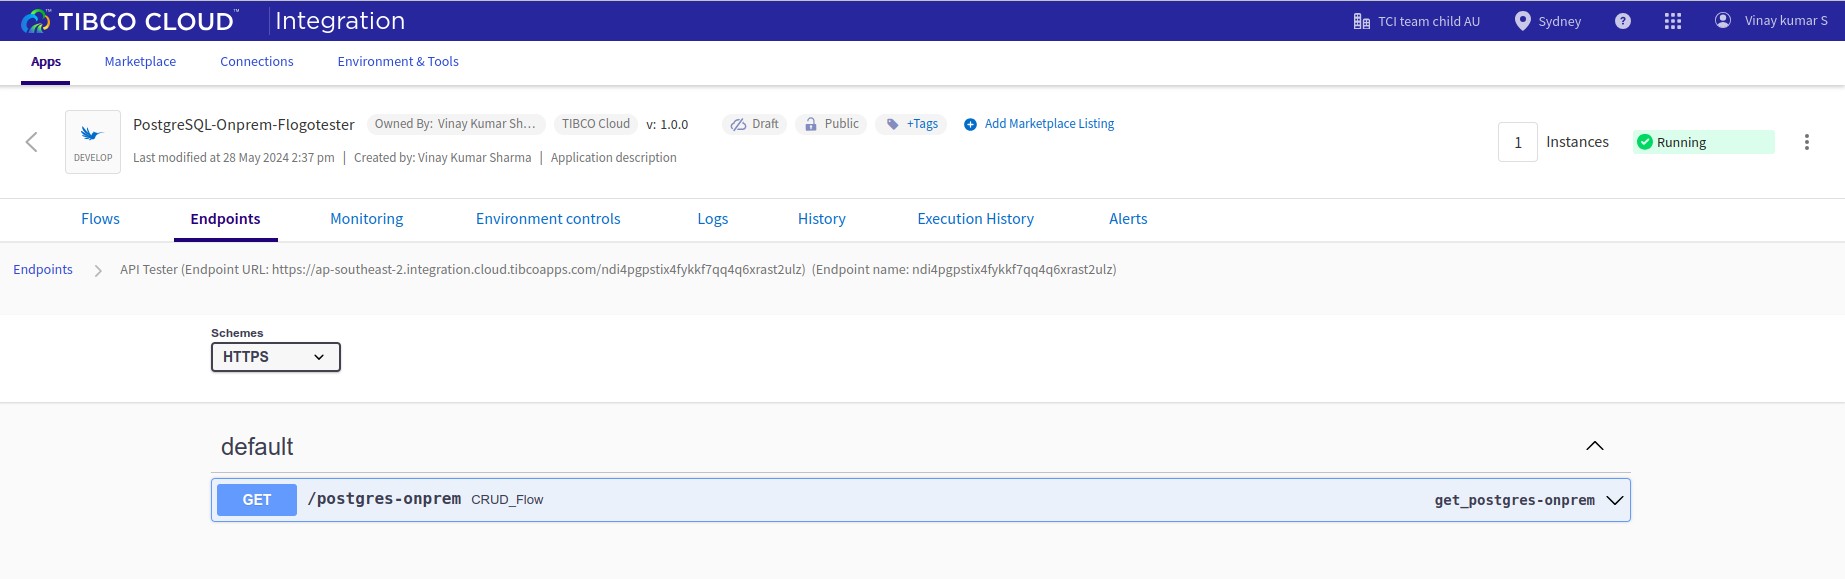 TIBCO CLOUD™ Integration TCI team child AU Sydney ? Vinay kumar S
Apps Marketplace Connections Environment & Tools
PostgreSQL-Onprem-Flogotester Owned By: Vinay Kumar Sh... TIBCO Cloud v: 1.0.0 Draft Public +Tags Add Marketplace Listing
DEVELOP
Last modified at 28 May 2024 2:37 pm | Created by: Vinay Kumar Sharma | Application description
1 Instances Running
Flows Endpoints Monitoring Environment controls Logs History Execution History Alerts
Endpoints API Tester (Endpoint URL: https://ap-southeast-2.integration.cloud.tibcoapps.com/ndi4pgpstix4fykkf7qq4q6xrast2ulz) (Endpoint name: ndi4pgpstix4fykkf7qq4q6xrast2ulz)
Schemes
HTTPS
default
GET /postgres-onprem CRUD_Flow get_postgres-onprem